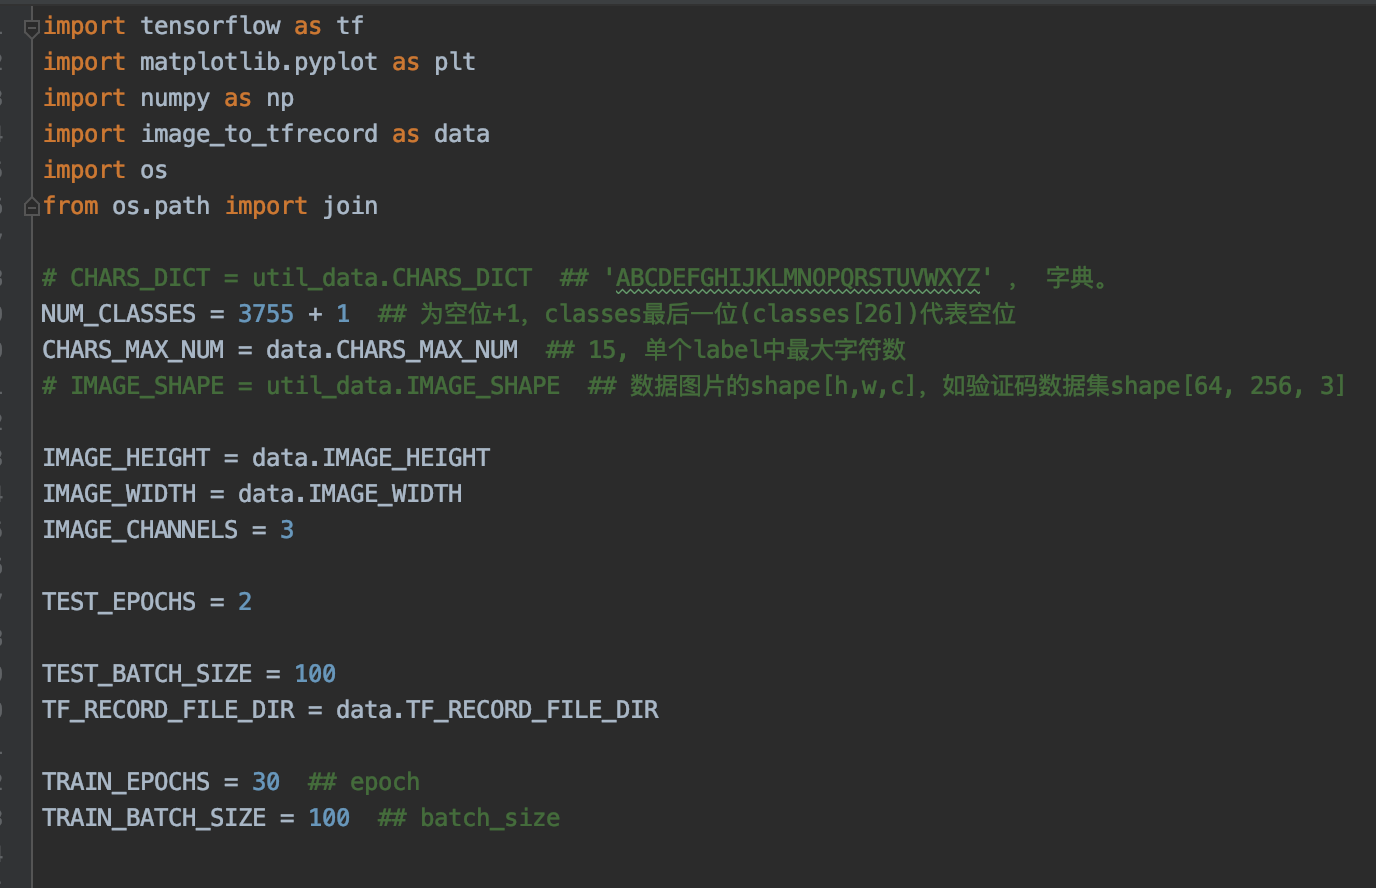 import tensorflow as tf
import matplotlib.pyplot as plt
import numpy as np
import image_to_tfrecord as data
import os
from os.path import join
# CHARS_DICT = util_data.CHARS_DICT  ## 'ABCDEFGHIJKLMNOPQRSTUVWXYZ' , 字典。
NUM_CLASSES = 3755 + 1  ## 为空位+1，classes最后一位(classes[26])代表空位
CHARS_MAX_NUM = data.CHARS_MAX_NUM  ## 15, 单个label中最大字符数
# IMAGE_SHAPE = util_data.IMAGE_SHAPE  ## 数据图片的shape[h,w,c]，如验证码数据集shape[64, 256, 3]
IMAGE_HEIGHT = data.IMAGE_HEIGHT
IMAGE_WIDTH = data.IMAGE_WIDTH
IMAGE_CHANNELS = 3
TEST_EPOCHS = 2
TEST_BATCH_SIZE = 100
TF_RECORD_FILE_DIR = data.TF_RECORD_FILE_DIR
TRAIN_EPOCHS = 30  ## epoch
TRAIN_BATCH_SIZE = 100  ## batch_size